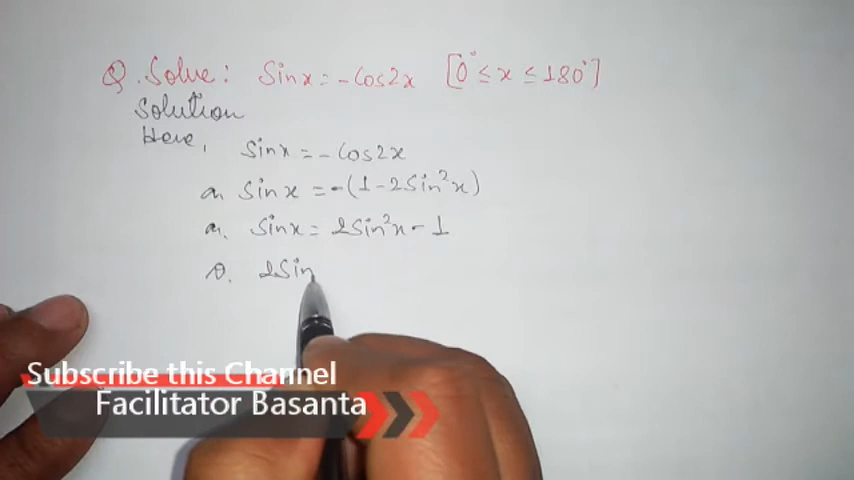 Q. Solve: Sinx = -Cos2x [0° ≤ x ≤ 180°]
Solution
Here,
Sinx = -Cos2x
or Sinx = -(1-2Sin²x)
or. Sinx = 2Sin²x - 1
or. 2Sin
Subscribe this Channel
Facilitator Basanta